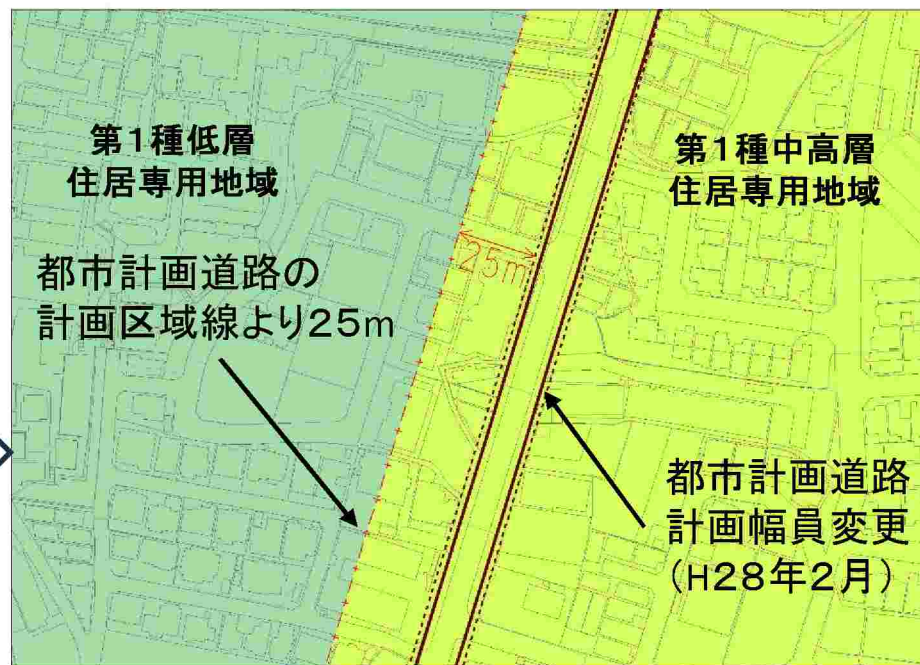 第1種低層
住居専用地域
第1種中高層
住居専用地域
都市計画道路の
計画区域線より25m
25m
都市計画道路
計画幅員変更
(H28年2月)